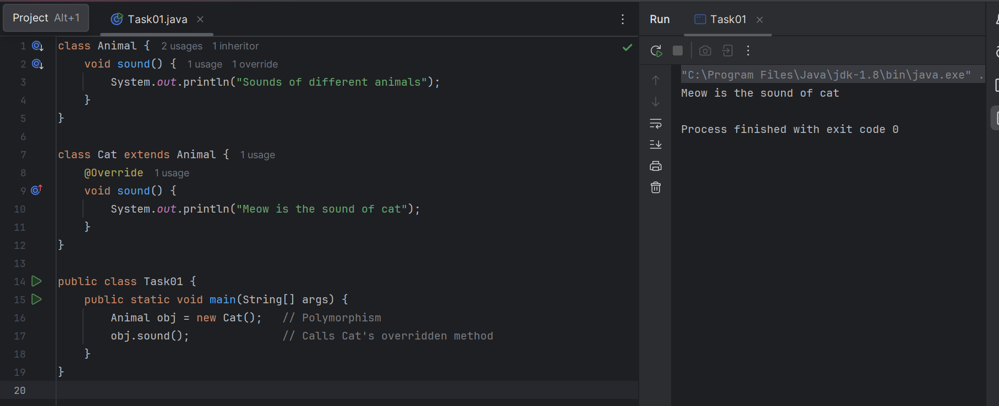 Project Alt+1
Task01.java
1 class Animal { 2 usages 1 inheritor
2     void sound() { 1 usage 1 override
3         System.out.println("Sounds of different animals");
4     }
5 }
6
7 class Cat extends Animal { 1 usage
8     @Override 1 usage
9     void sound() {
10         System.out.println("Meow is the sound of cat");
11     }
12 }
13
14 public class Task01 {
15     public static void main(String[] args) {
16         Animal obj = new Cat();   // Polymorphism
17         obj.sound();              // Calls Cat's overridden method
18     }
19 }
20
Run Task01
"C:\Program Files\Java\jdk-1.8\bin\java.exe" .
Meow is the sound of cat
Process finished with exit code 0